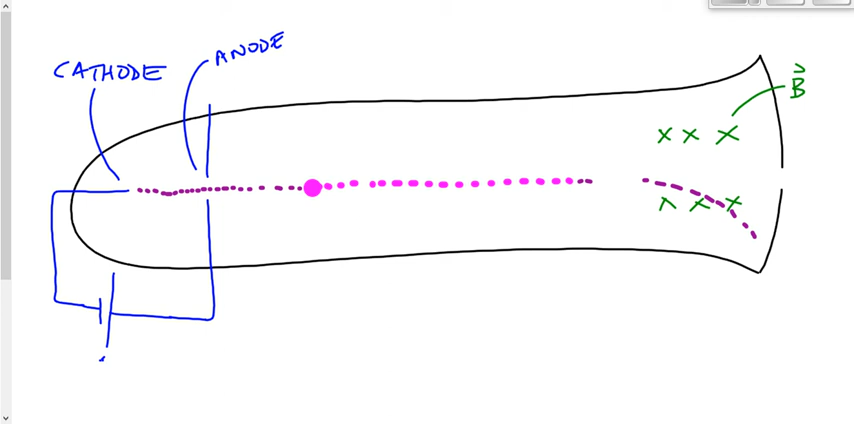 CATHODE
ANODE
B
x x x
x x x